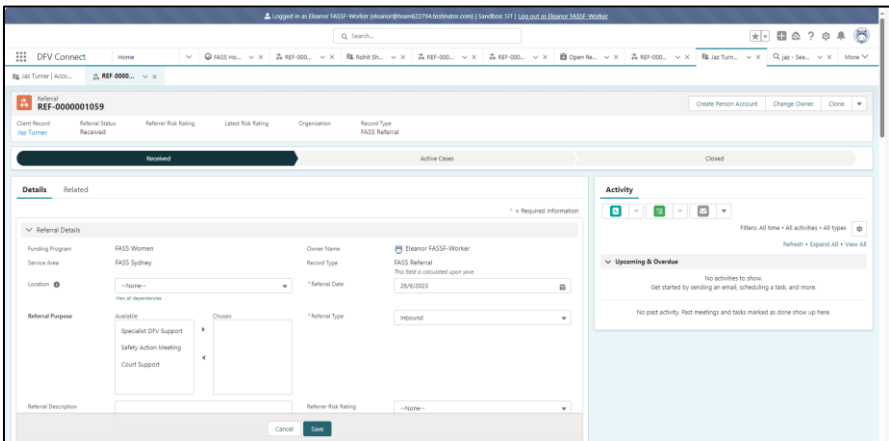 Logged in as Eleanor FASSF-Worker (eleanor@team622794.testinator.com) | Sandbox: SIT | Log out as Eleanor FASSF-Worker
Search...
DFV Connect Home FASS Ho... REF-000... Rohit Sh... REF-000... REF-000... Open Re... REF-000... Jaz Turn... jaz - Sea... More
Jaz Turner | Acco... REF-0000...
Referral
REF-0000001059
Create Person Account Change Owner Clone
Client Record Referral Status Referrer Risk Rating Latest Risk Rating Organisation Record Type
Jaz Turner Received FASS Referral
Received Active Cases Closed
Details Related
* = Required Information
Referral Details
Funding Program FASS Women
Owner Name Eleanor FASSF-Worker
Service Area FASS Sydney
Record Type FASS Referral
This field is calculated upon save
Location --None--
View all dependencies
* Referral Date 28/9/2023
Referral Purpose Available Chosen
Specialist DFV Support
Safety Action Meeting
Court Support
* Referral Type Inbound
Referral Description
Referrer Risk Rating --None--
Cancel Save
Activity
Filters: All time • All activities • All types
Refresh • Expand All • View All
Upcoming & Overdue
No activities to show.
Get started by sending an email, scheduling a task, and more.
No past activity. Past meetings and tasks marked as done show up here.